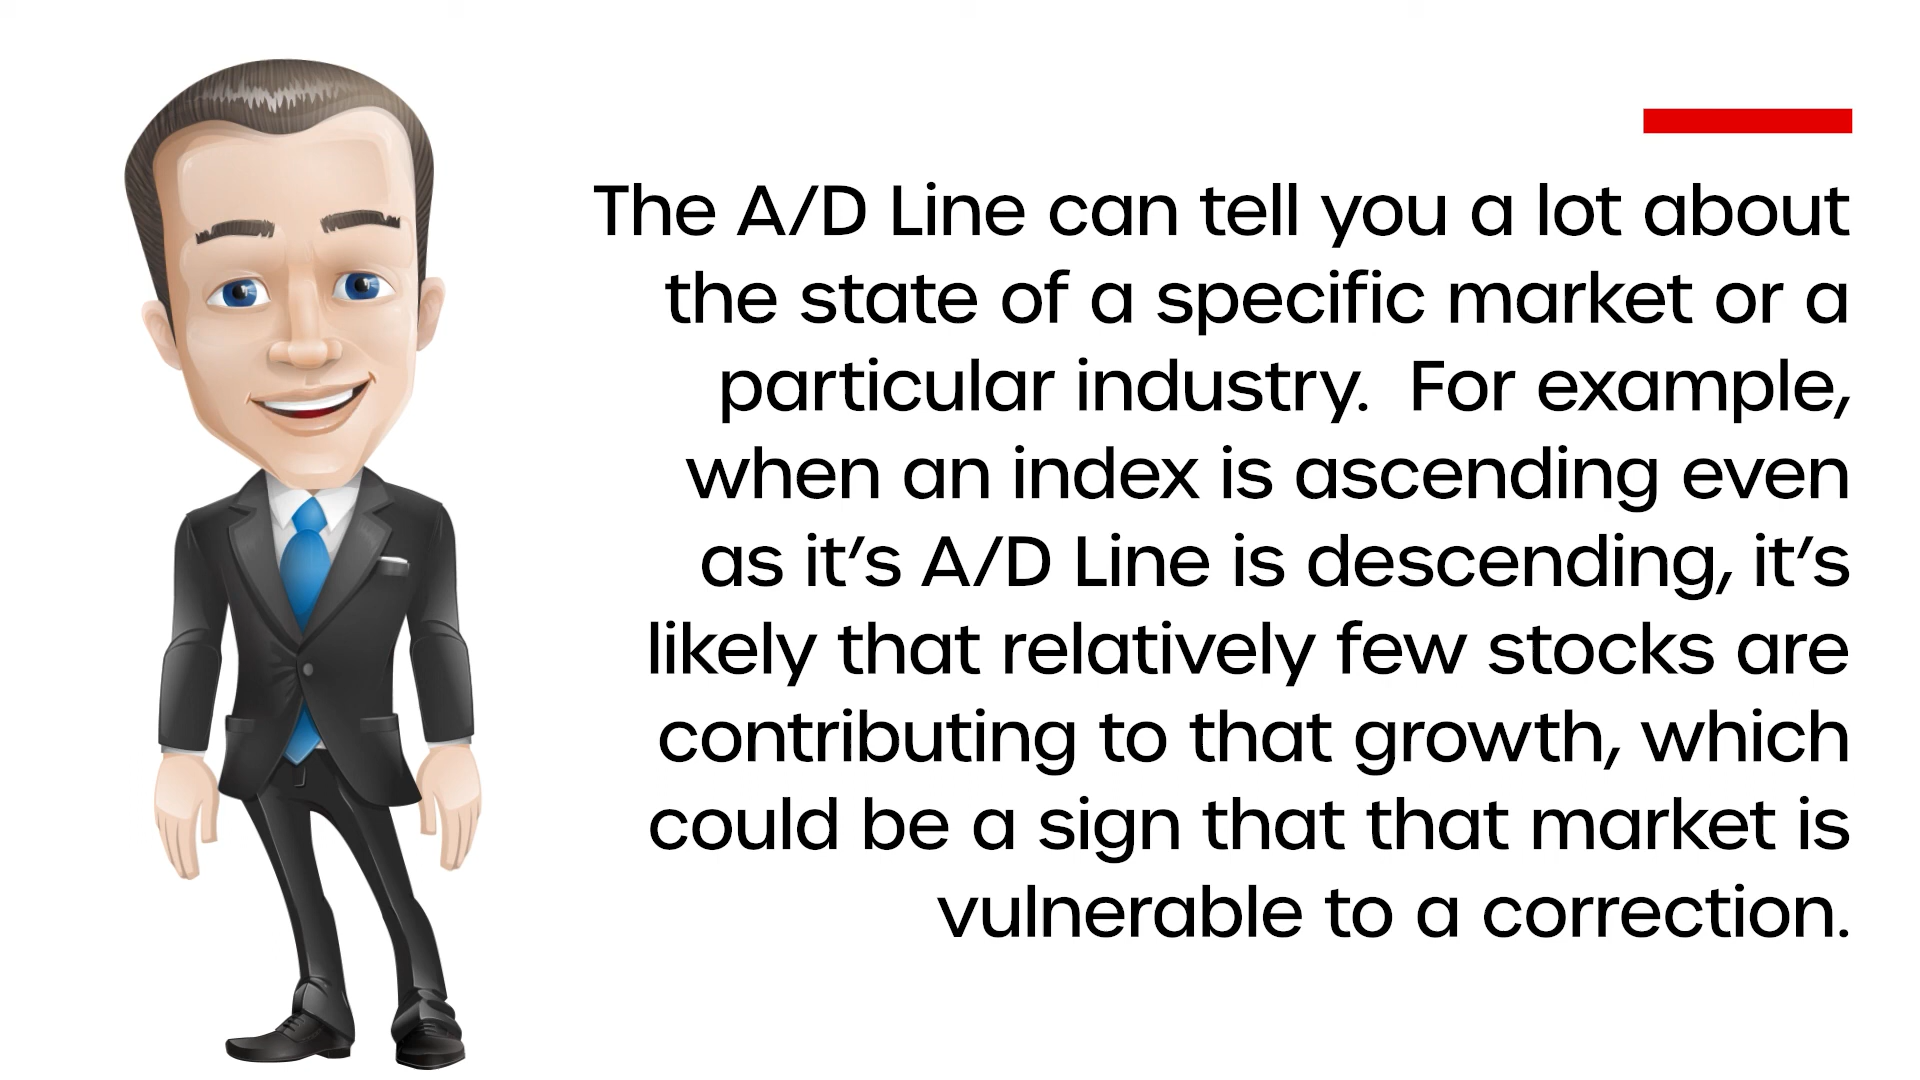 The A/D Line can tell you a lot about
the state of a specific market or a
particular industry.  For example,
when an index is ascending even
as it’s A/D Line is descending, it’s
likely that relatively few stocks are
contributing to that growth, which
could be a sign that that market is
vulnerable to a correction.